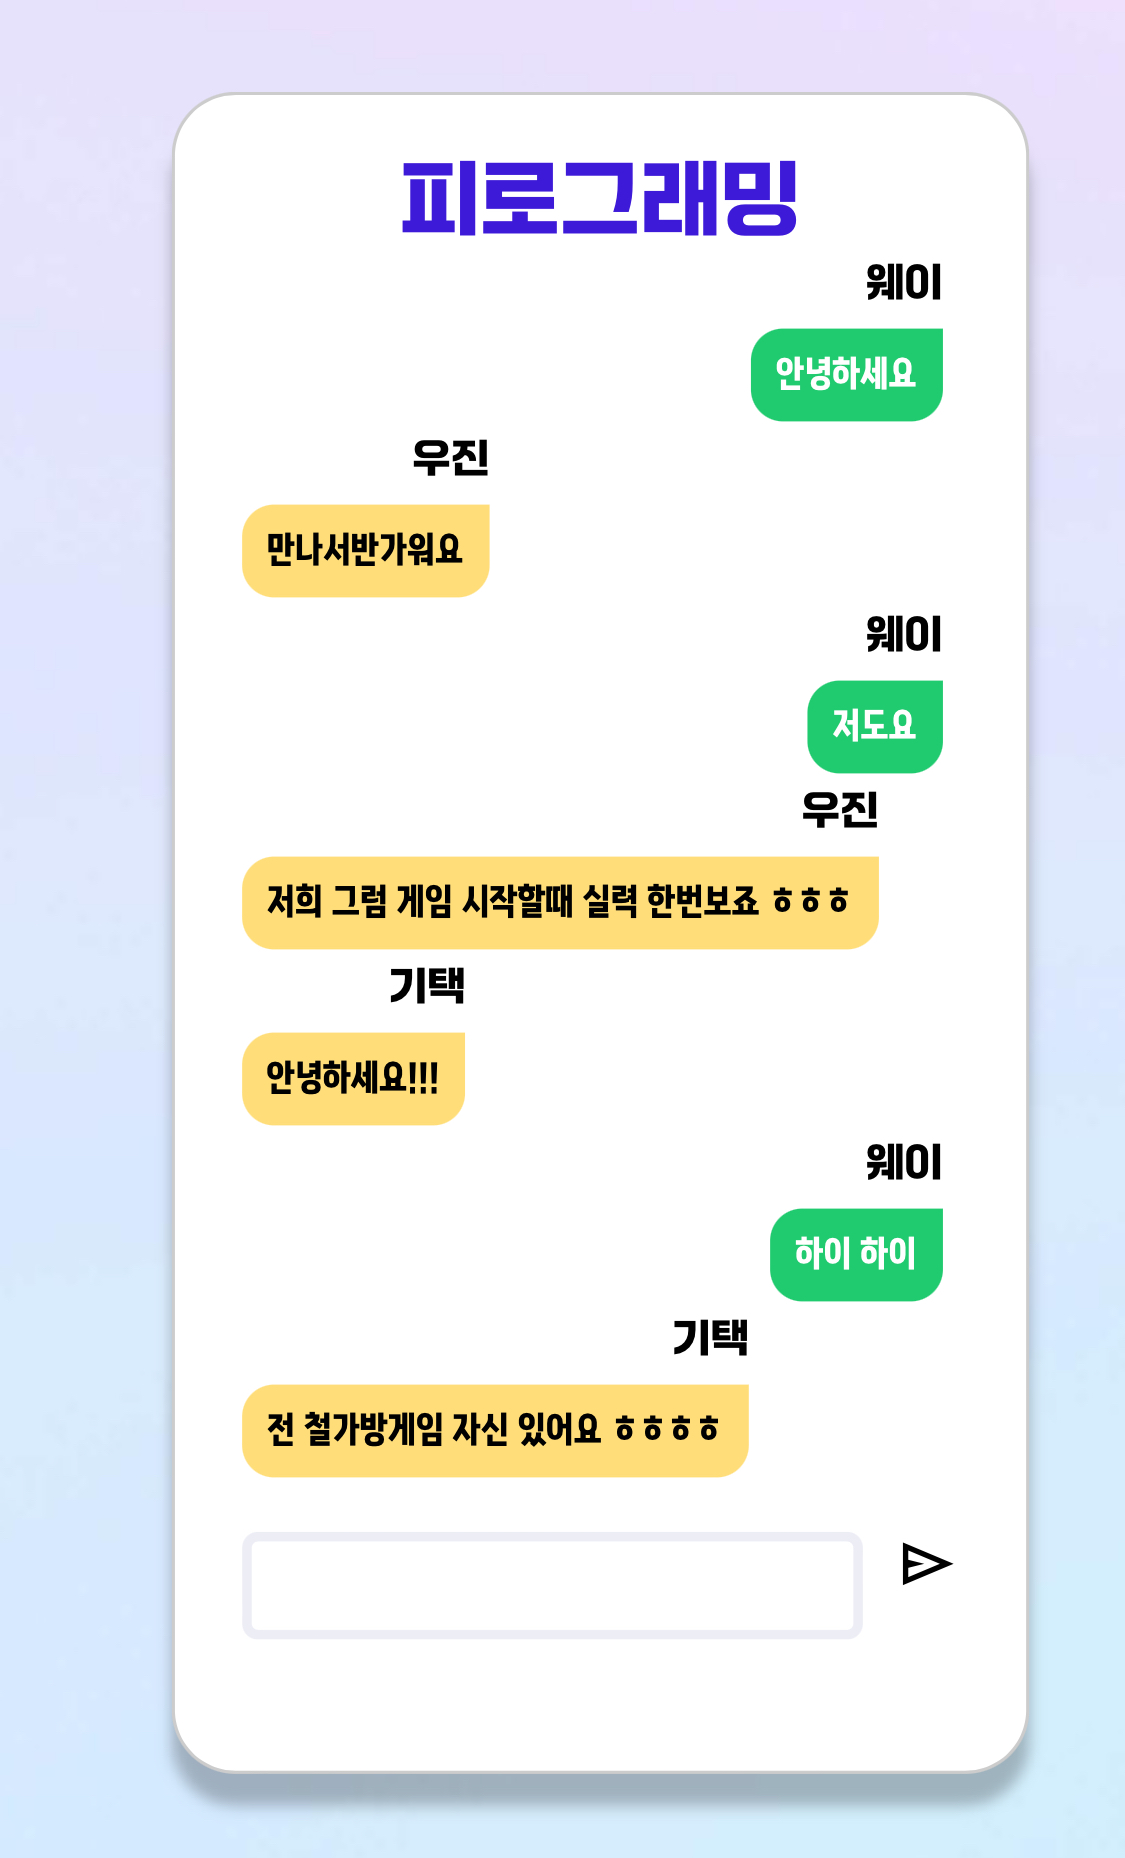 피로그래밍
웨이
안녕하세요
우진
만나서반가워요
웨이
저도요
우진
저희 그럼 게임 시작할때 실력 한번보죠 ㅎㅎㅎ
기택
안녕하세요!!!
웨이
하이 하이
기택
전 철가방게임 자신 있어요 ㅎㅎㅎㅎ